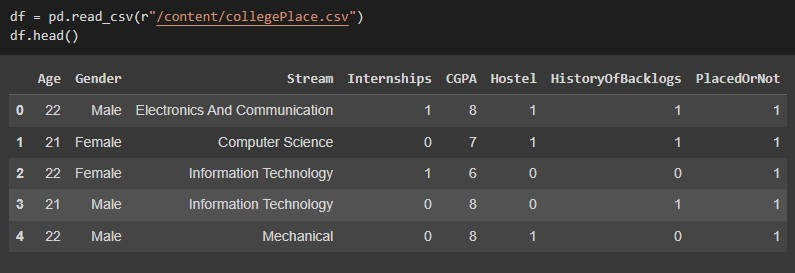 df = pd.read_csv(r"/content/collegePlace.csv")
df.head()
Age Gender Stream Internships CGPA Hostel HistoryOfBacklogs PlacedOrNot
0 22 Male Electronics And Communication 1 8 1 1 1
1 21 Female Computer Science 0 7 1 1 1
2 22 Female Information Technology 1 6 0 0 1
3 21 Male Information Technology 0 8 0 1 1
4 22 Male Mechanical 0 8 1 0 1